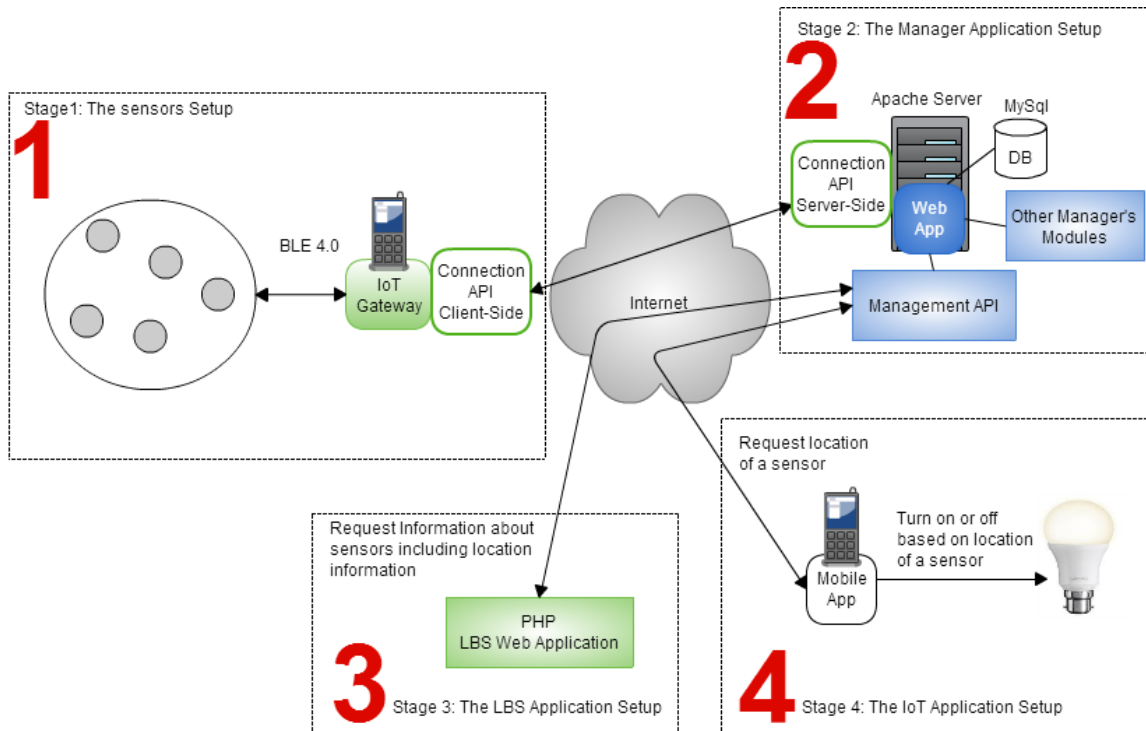 Stage 2: The Manager Application Setup
2
Apache Server
MySql
DB
Connection
API
Server-Side
Web
App
Other Manager's
Modules
Management API
Stage1: The sensors Setup
1
BLE 4.0
IoT
Gateway
Connection
API
Client-Side
Internet
Request Information about
sensors including location
information
PHP
LBS Web Application
3
Stage 3: The LBS Application Setup
Request location
of a sensor
Mobile
App
Turn on or off
based on location
of a sensor
4
Stage 4: The IoT Application Setup